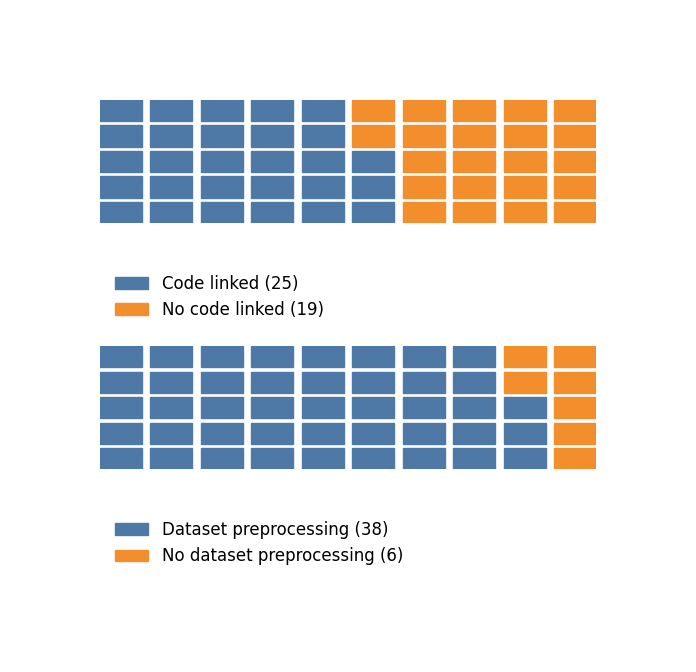 Code linked (25)
No code linked (19)
Dataset preprocessing (38)
No dataset preprocessing (6)